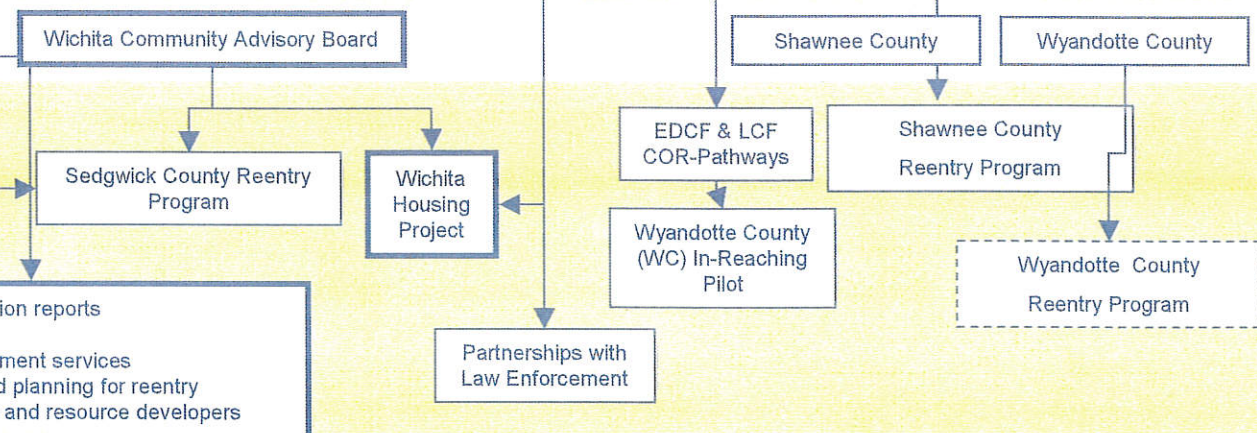 Wichita Community Advisory Board
Shawnee County
Wyandotte County
EDCF & LCF
COR-Pathways
Shawnee County
Reentry Program
Sedgwick County Reentry
Program
Wichita
Housing
Project
Wyandotte County
(WC) In-Reaching
Pilot
Wyandotte County
Reentry Program
ion reports
ment services
d planning for reentry
and resource developers
Partnerships with
Law Enforcement